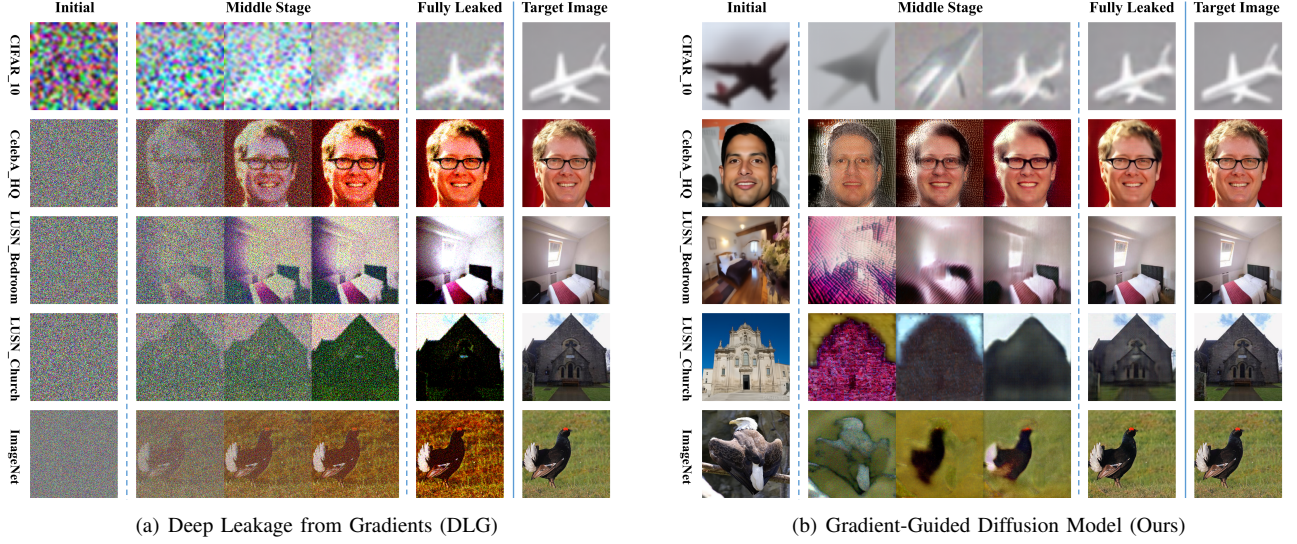 Initial Middle Stage Fully Leaked Target Image
CIFAR_10
CelebA_HQ
LUSN_Bedroom
LUSN_Church
ImageNet
(a) Deep Leakage from Gradients (DLG)
Initial Middle Stage Fully Leaked Target Image
CIFAR_10
CelebA_HQ
LUSN_Bedroom
LUSN_Church
ImageNet
(b) Gradient-Guided Diffusion Model (Ours)